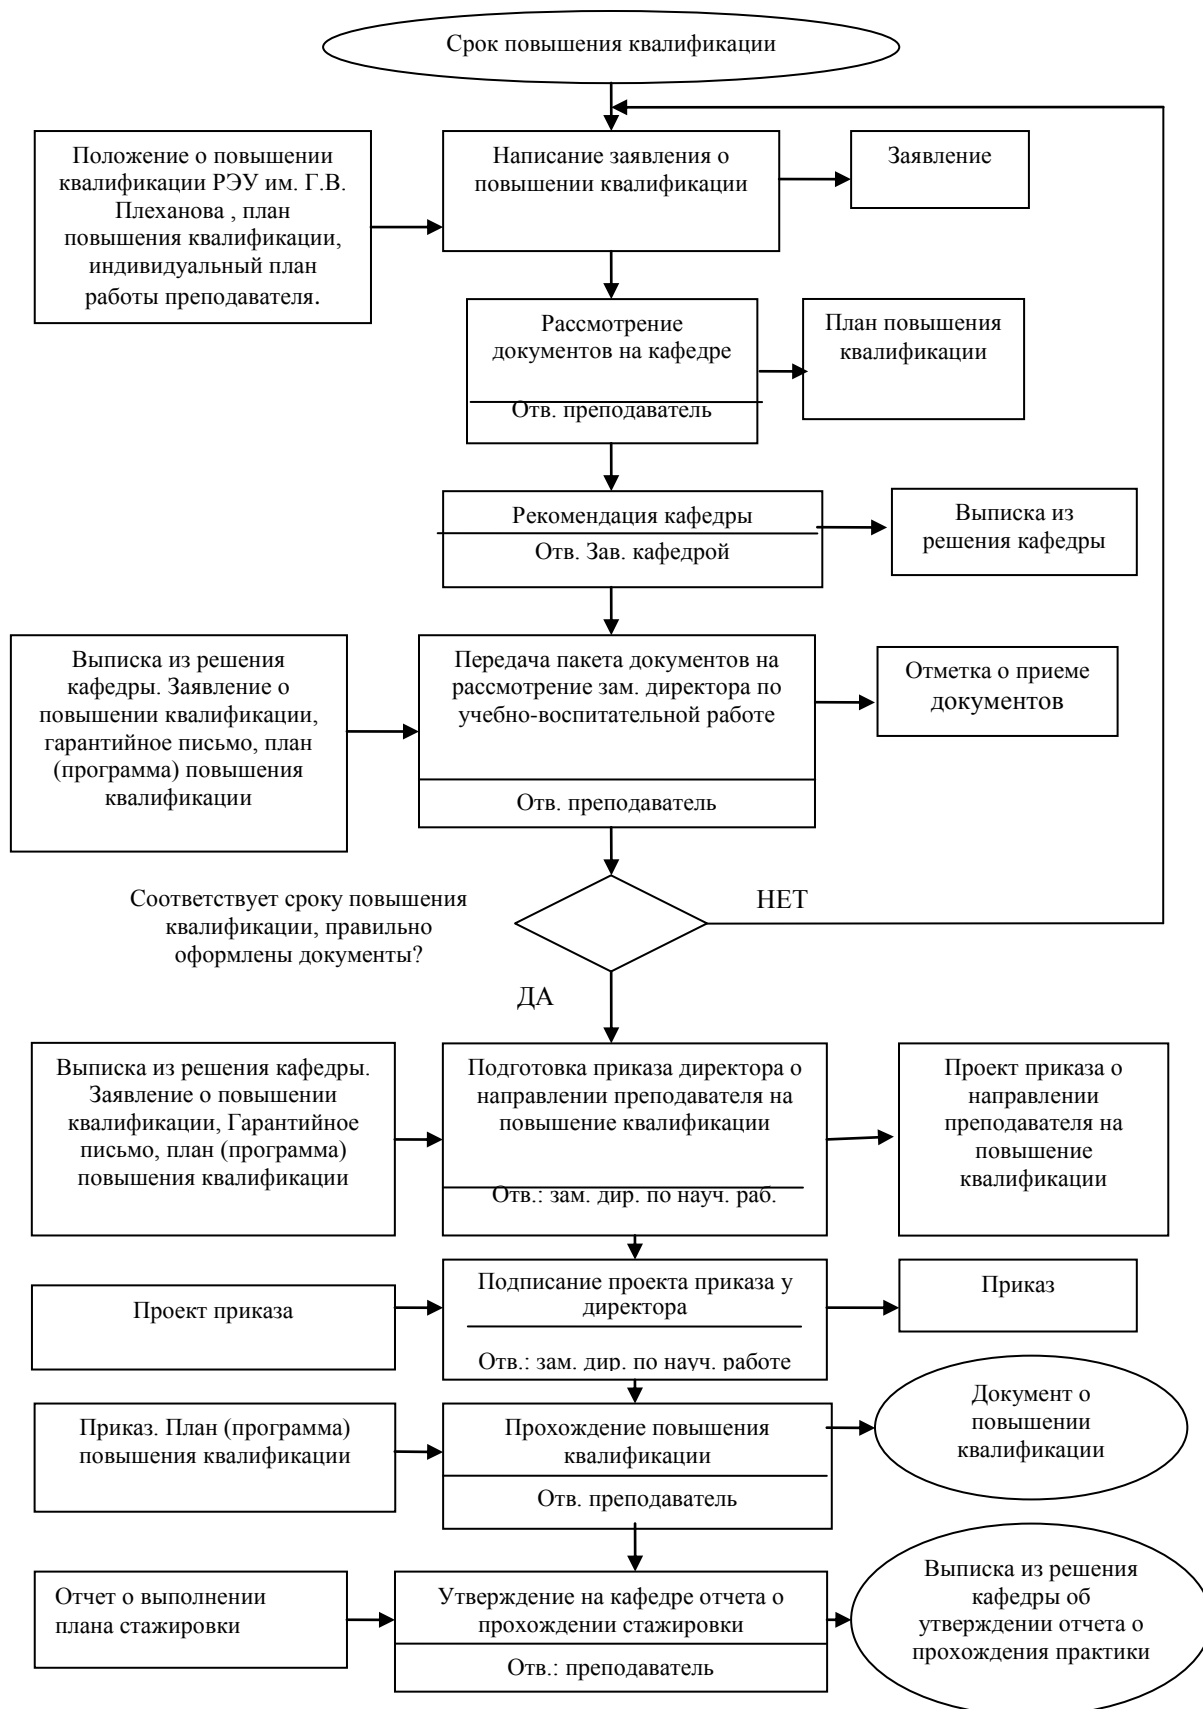 Срок повышения квалификации
Положение о повышении
квалификации РЭУ им. Г.В.
Плеханова , план
повышения квалификации,
индивидуальный план
работы преподавателя.
Написание заявления о
повышении квалификации
Заявление
Рассмотрение
документов на кафедре
Отв. преподаватель
План повышения
квалификации
Рекомендация кафедры
Отв. Зав. кафедрой
Выписка из
решения кафедры
Выписка из решения
кафедры. Заявление о
повышении квалификации,
гарантийное письмо, план
(программа) повышения
квалификации
Передача пакета документов на
рассмотрение зам. директора по
учебно-воспитательной работе
Отв. преподаватель
Отметка о приеме
документов
Соответствует сроку повышения
квалификации, правильно
оформлены документы?
НЕТ
ДА
Выписка из решения кафедры.
Заявление о повышении
квалификации, Гарантийное
письмо, план (программа)
повышения квалификации
Подготовка приказа директора о
направлении преподавателя на
повышение квалификации
Отв.: зам. дир. по науч. раб.
Проект приказа о
направлении
преподавателя на
повышение
квалификации
Проект приказа
Подписание проекта приказа у
директора
Отв.: зам. дир. по науч. работе
Приказ
Приказ. План (программа)
повышения квалификации
Прохождение повышения
квалификации
Отв. преподаватель
Документ о
повышении
квалификации
Отчет о выполнении
плана стажировки
Утверждение на кафедре отчета о
прохождении стажировки
Отв.: преподаватель
Выписка из решения
кафедры об
утверждении отчета о
прохождения практики